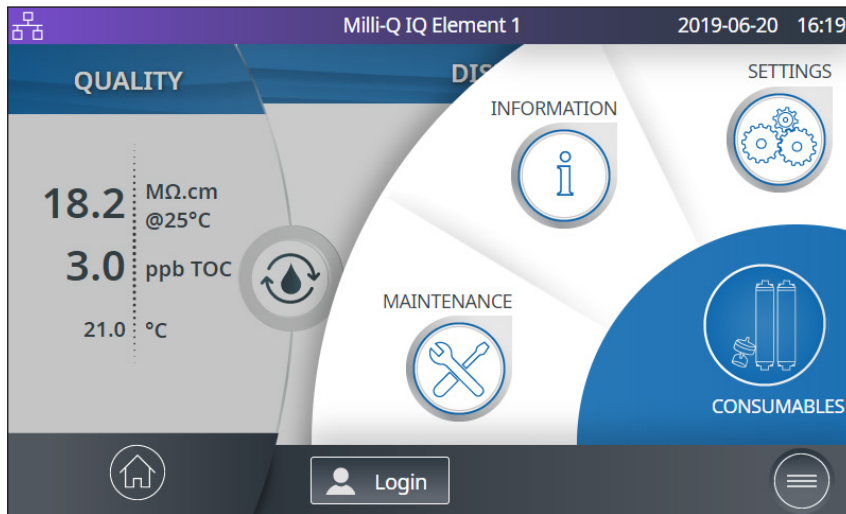 Milli-Q IQ Element 1
2019-06-20 16:19
QUALITY
18.2 MΩ.cm
@25°C
3.0 ppb TOC
21.0 °C
INFORMATION
SETTINGS
MAINTENANCE
CONSUMABLES
Login